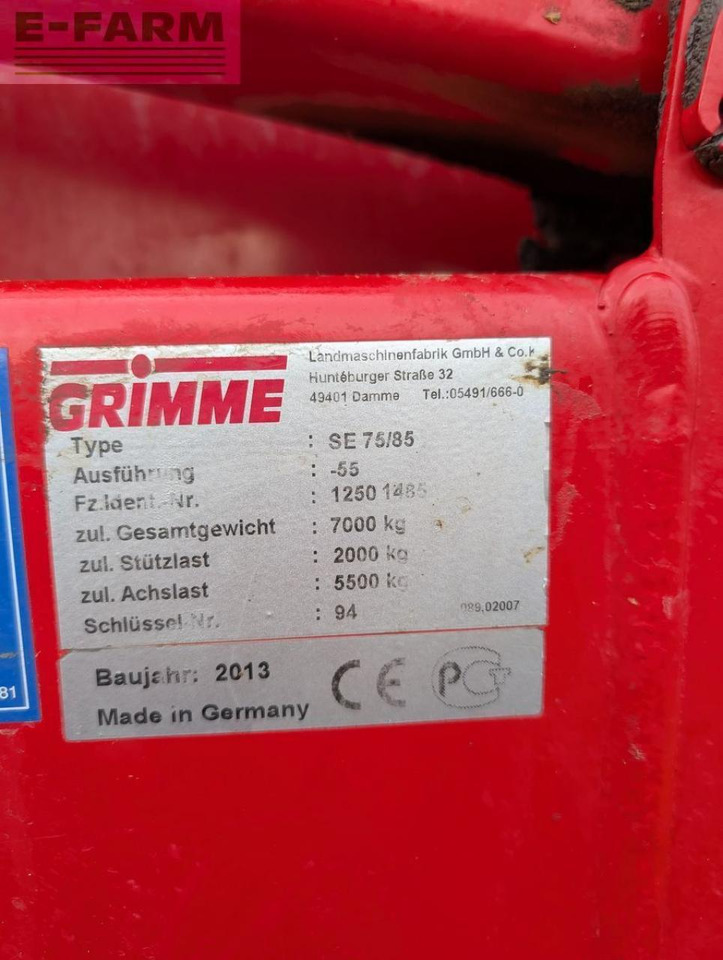 E-FARM
GRIMME
Landmaschinenfabrik GmbH & Co.
Hunteburger Straße 32
49401 Damme Tel.:05491/666-0
Type : SE 75/85
Ausführung : -55
Fz.Ident.-Nr. : 1250 1485
zul. Gesamtgewicht : 7000 kg
zul. Stützlast : 2000 kg
zul. Achslast : 5500 kg
Schlüssel-Nr. : 94
089.02007
Baujahr: 2013
Made in Germany
CE
81